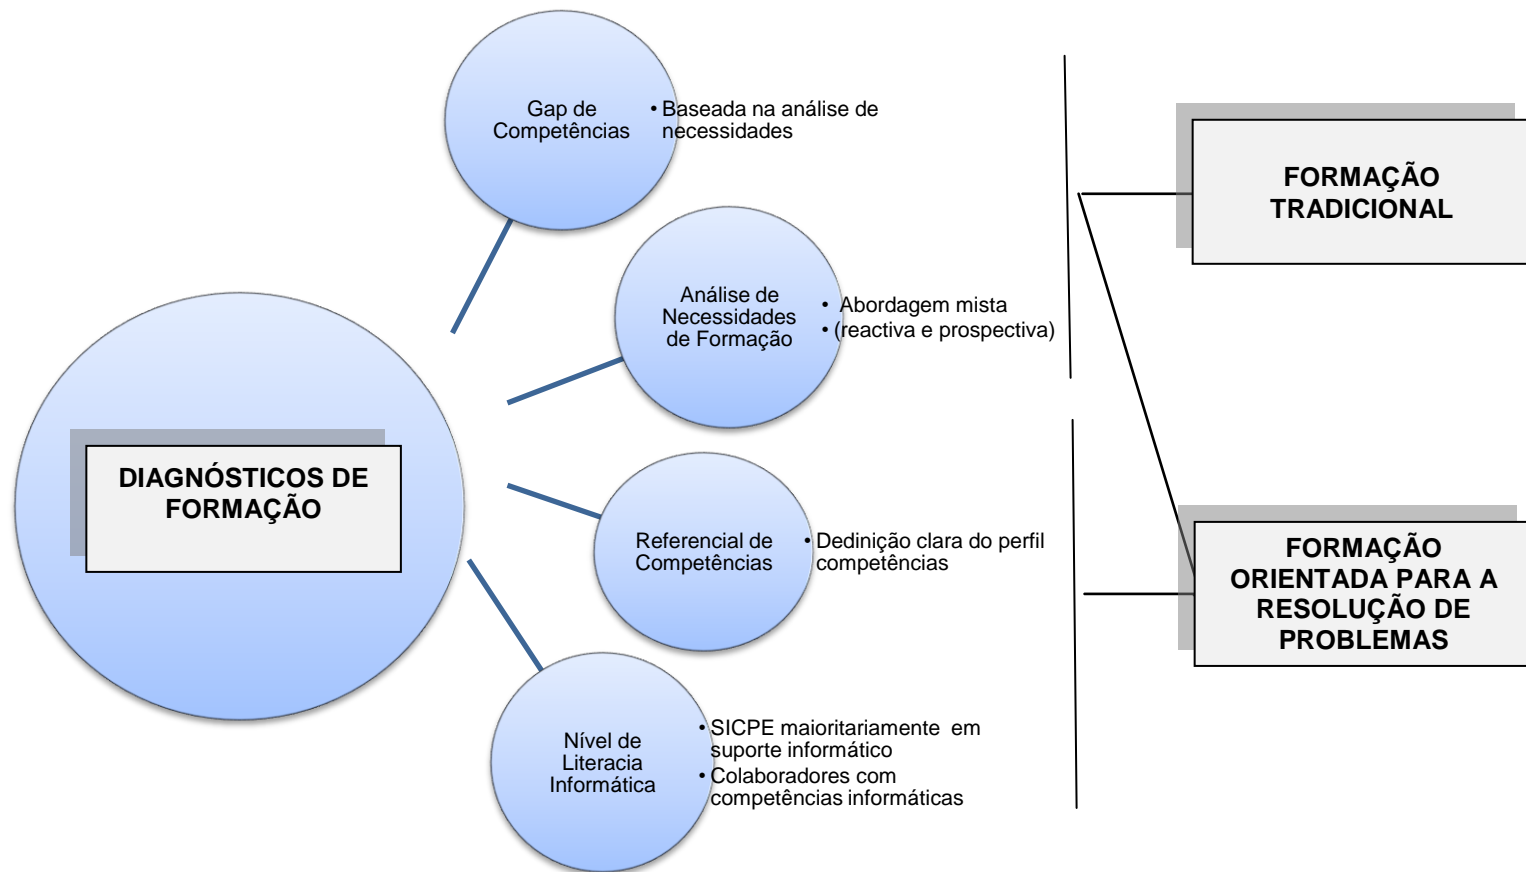 Gap de
Competências
• Baseada na análise de
necessidades
FORMAÇÃO
TRADICIONAL
Análise de
Necessidades
de Formação
• Abordagem mista
• (reactiva e prospectiva)
DIAGNÓSTICOS DE
FORMAÇÃO
Referencial de
Competências
• Dedinição clara do perfil
competências
FORMAÇÃO
ORIENTADA PARA A
RESOLUÇÃO DE
PROBLEMAS
Nível de
Literacia
Informática
• SICPE maioritariamente em
suporte informático
• Colaboradores com
competências informáticas